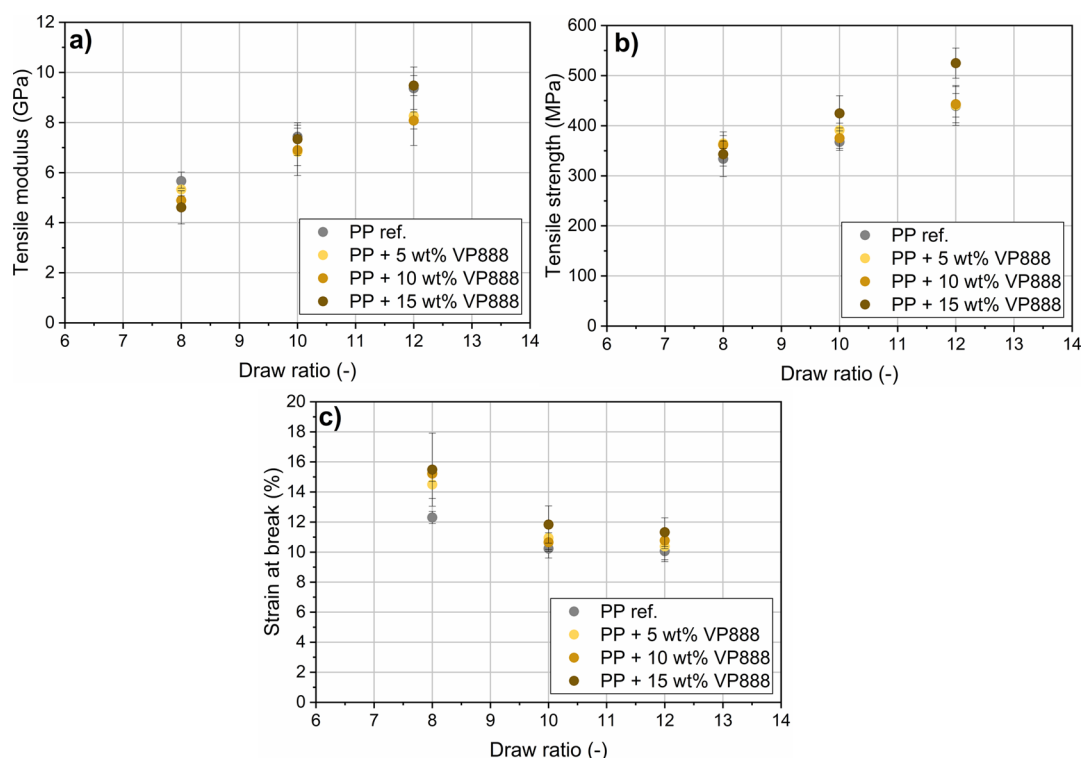 a)
Tensile modulus (GPa)
12
10
8
6
4
2
0
6 7 8 9 10 11 12 13 14
Draw ratio (-)
PP ref.
PP + 5 wt% VP888
PP + 10 wt% VP888
PP + 15 wt% VP888
b)
Tensile strength (MPa)
600
500
400
300
200
100
0
6 7 8 9 10 11 12 13 14
Draw ratio (-)
PP ref.
PP + 5 wt% VP888
PP + 10 wt% VP888
PP + 15 wt% VP888
c)
Strain at break (%)
20
18
16
14
12
10
8
6
4
2
0
6 7 8 9 10 11 12 13 14
Draw ratio (-)
PP ref.
PP + 5 wt% VP888
PP + 10 wt% VP888
PP + 15 wt% VP888